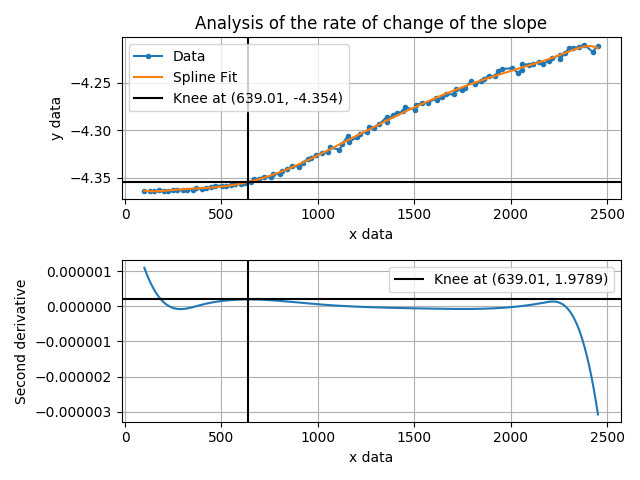 Analysis of the rate of change of the slope
Data
Spline Fit
Knee at (639.01, -4.354)
y data
−4.25
−4.30
−4.35
0 500 1000 1500 2000 2500
x data
Knee at (639.01, 1.9789)
Second derivative
0.000001
0.000000
−0.000001
−0.000002
−0.000003
0 500 1000 1500 2000 2500
x data